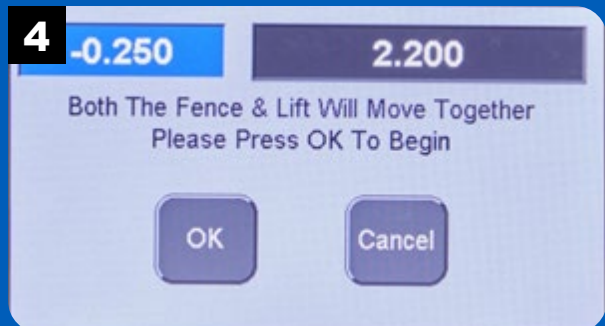 4
-0.250 2.200
Both The Fence & Lift Will Move Together
Please Press OK To Begin
OK Cancel